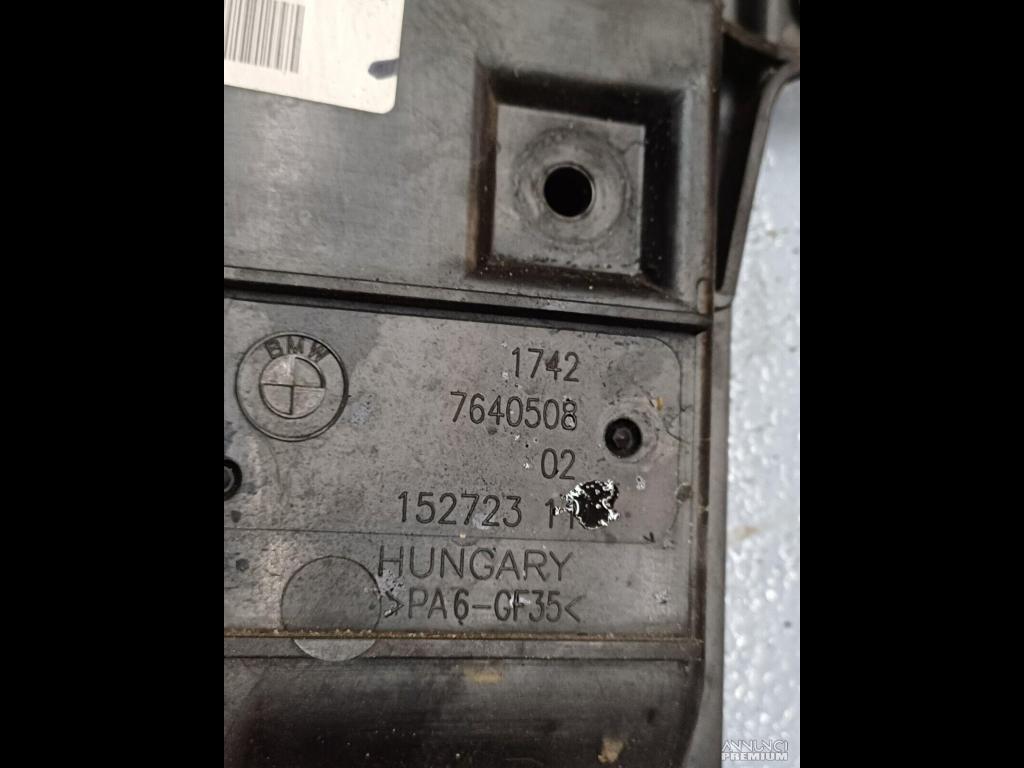 BMW
1742
7640508
02
152723 11
HUNGARY
>PA6-GF35<
ANNUNCI
PREMIUM